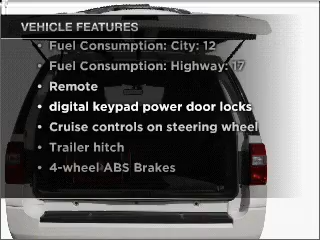 VEHICLE FEATURES
• Fuel Consumption: City: 12
• Fuel Consumption: Highway: 17
• Remote
• digital keypad power door locks
• Cruise controls on steering wheel
• Trailer hitch
• 4-wheel ABS Brakes